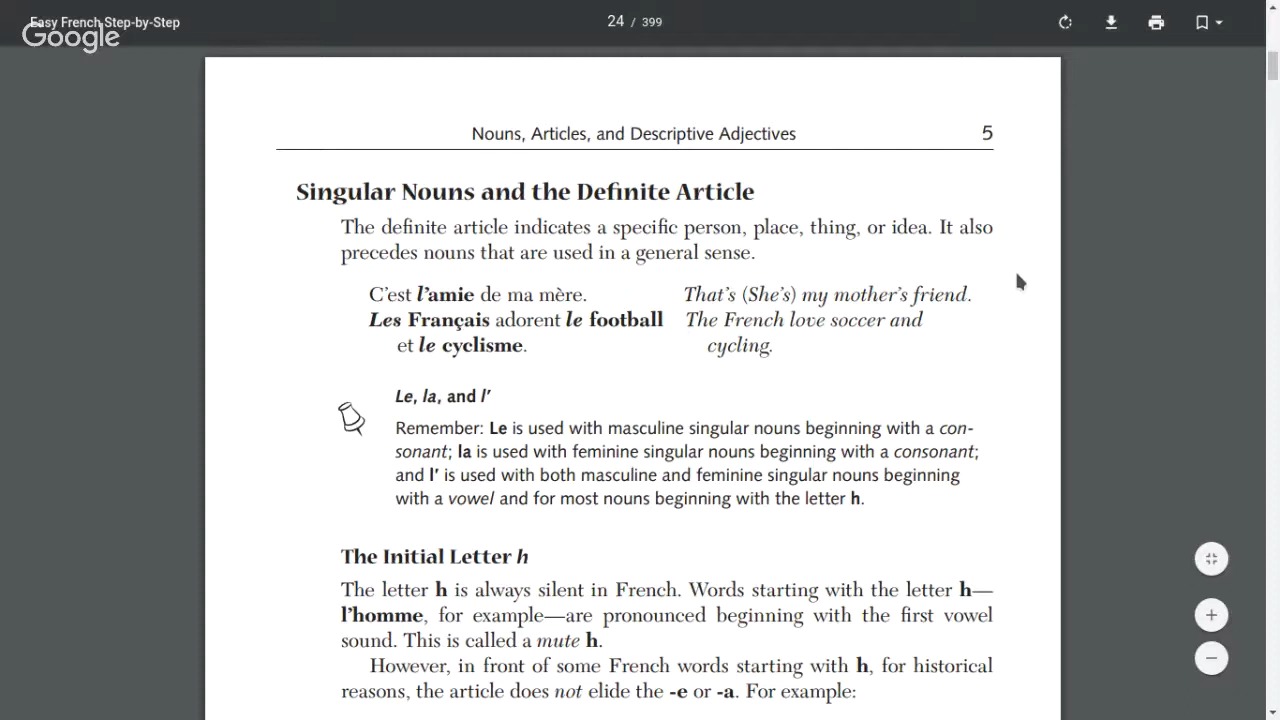 Easy French Step-by-Step
Google
24 / 399
Nouns, Articles, and Descriptive Adjectives 5
Singular Nouns and the Definite Article
The definite article indicates a specific person, place, thing, or idea. It also
precedes nouns that are used in a general sense.
C'est l'amie de ma mère. That's (She's) my mother's friend.
Les Français adorent le football The French love soccer and
et le cyclisme. cycling.
Le, la, and l'
Remember: Le is used with masculine singular nouns beginning with a con-
sonant; la is used with feminine singular nouns beginning with a consonant;
and l' is used with both masculine and feminine singular nouns beginning
with a vowel and for most nouns beginning with the letter h.
The Initial Letter h
The letter h is always silent in French. Words starting with the letter h—
l'homme, for example—are pronounced beginning with the first vowel
sound. This is called a mute h.
However, in front of some French words starting with h, for historical
reasons, the article does not elide the -e or -a. For example: